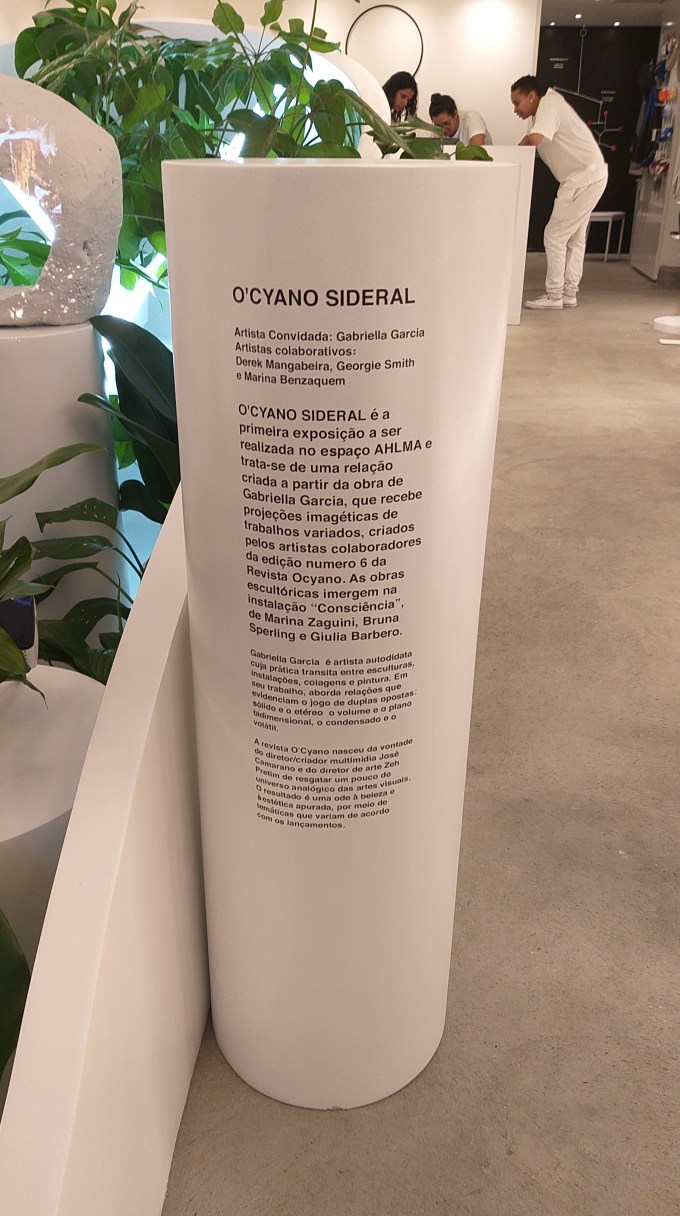 O'CYANO SIDERAL
Artista Convidada: Gabriella Garcia
Artistas colaborativos:
Derek Mangabeira, Georgie Smith
e Marina Benzaquem
O'CYANO SIDERAL é a
primeira exposição a ser
realizada no espaço AHLMA e
trata-se de uma relação
criada a partir da obra de
Gabriella Garcia, que recebe
projeções imagéticas de
trabalhos variados, criados
pelos artistas colaboradores
da edição numero 6 da
Revista Ocyano. As obras
escultóricas imergem na
instalação “Consciência”,
de Marina Zaguini, Bruna
Sperling e Giulia Barbero.
Gabriella Garcia é artista autodidata
cuja prática transita entre esculturas,
instalações, colagens e pintura. Em
seu trabalho, aborda relações que
evidenciam o jogo de duplas opostas:
sólido e o etéreo o volume e o plano
bidimensional, o condensado e o
volátil.
A revista O'Cyano nasceu da vontade
do diretor/criador multimídia José
Camarano e do diretor de arte Zeh
Pretim de resgatar um pouco do
universo analógico das artes visuais.
O resultado é uma ode à beleza e
à estética apurada, por meio de
temáticas que variam de acordo
com os lançamentos.